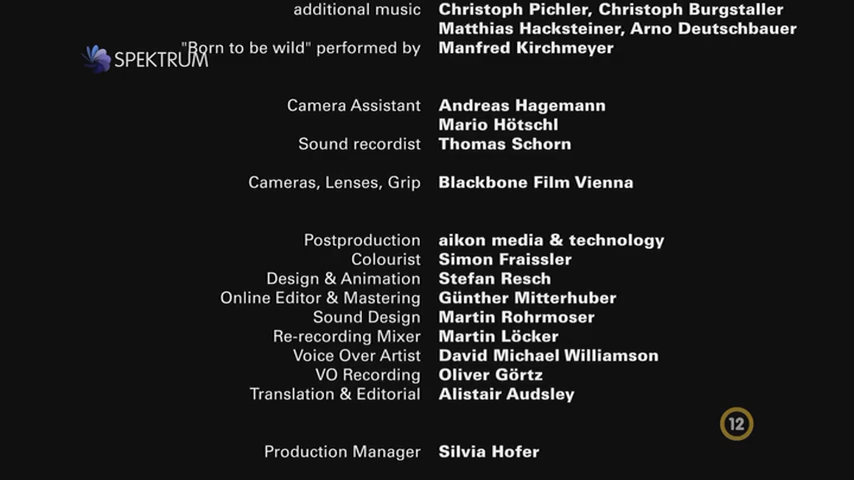 additional music Christoph Pichler, Christoph Burgstaller
Matthias Hacksteiner, Arno Deutschbauer
"Born to be wild" performed by Manfred Kirchmeyer
SPEKTRUM
Camera Assistant Andreas Hagemann
Mario Hötschl
Sound recordist Thomas Schorn
Cameras, Lenses, Grip Blackbone Film Vienna
Postproduction aikon media & technology
Colourist Simon Fraissler
Design & Animation Stefan Resch
Online Editor & Mastering Günther Mitterhuber
Sound Design Martin Rohrmoser
Re-recording Mixer Martin Löcker
Voice Over Artist David Michael Williamson
VO Recording Oliver Görtz
Translation & Editorial Alistair Audsley
12
Production Manager Silvia Hofer